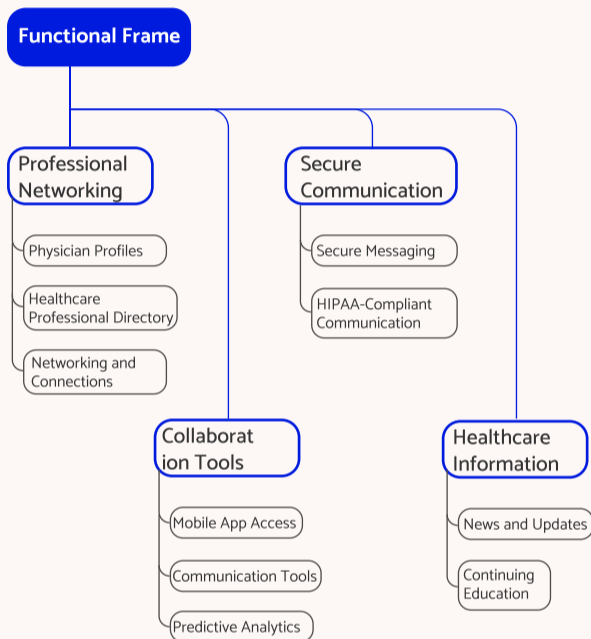 Functional Frame
Professional
Networking
Physician Profiles
Healthcare
Professional Directory
Networking and
Connections
Secure
Communication
Secure Messaging
HIPAA-Compliant
Communication
Collaborat
ion Tools
Mobile App Access
Communication Tools
Predictive Analytics
Healthcare
Information
News and Updates
Continuing
Education